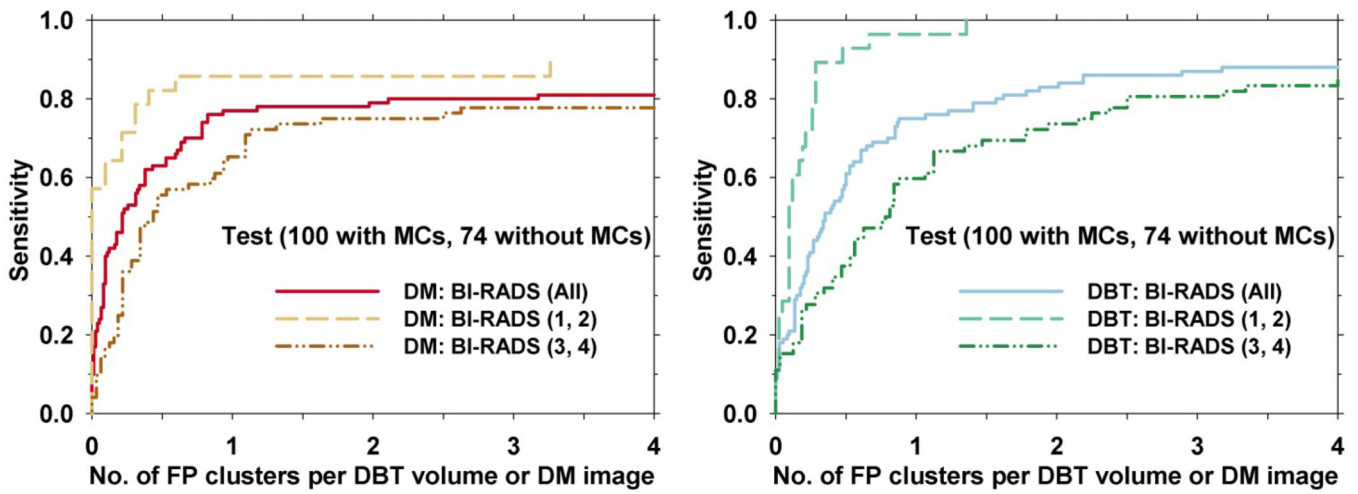 1.0
0.8
0.6
0.4
0.2
0.0
Sensitivity
Test (100 with MCs, 74 without MCs)
DM: BI-RADS (All)
DM: BI-RADS (1, 2)
DM: BI-RADS (3, 4)
0 1 2 3 4
No. of FP clusters per DBT volume or DM image
1.0
0.8
0.6
0.4
0.2
0.0
Sensitivity
Test (100 with MCs, 74 without MCs)
DBT: BI-RADS (All)
DBT: BI-RADS (1, 2)
DBT: BI-RADS (3, 4)
0 1 2 3 4
No. of FP clusters per DBT volume or DM image